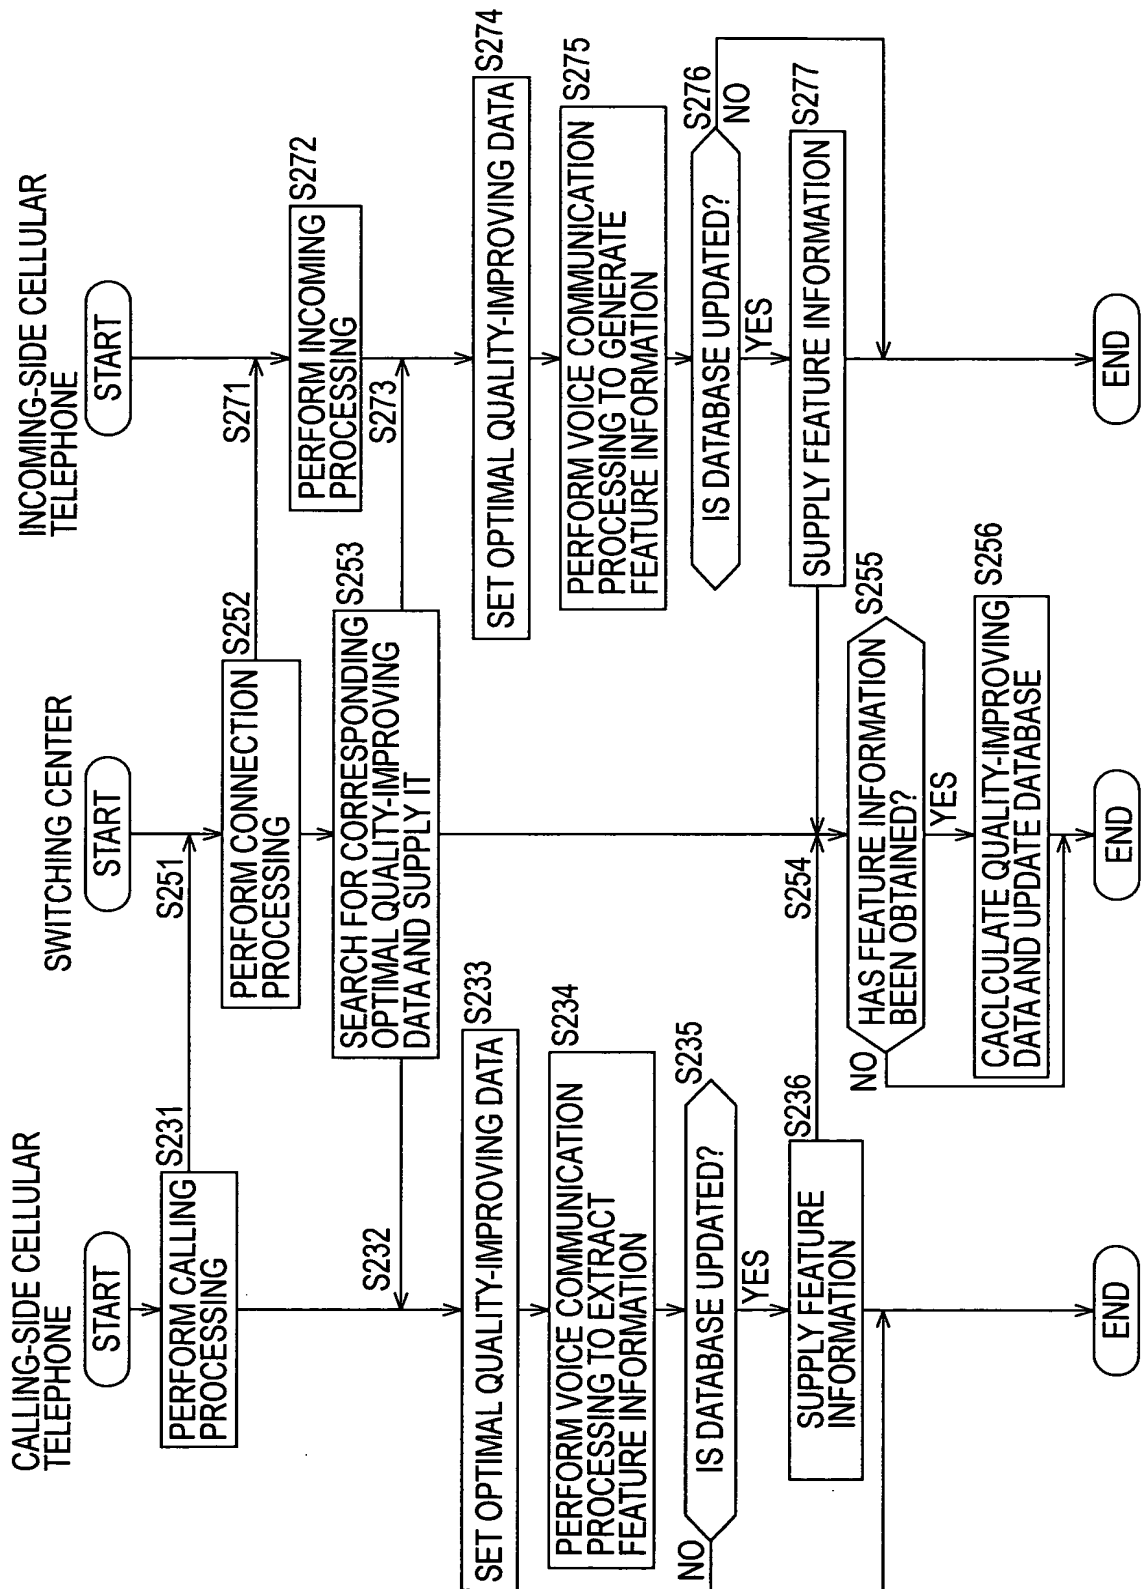 CALLING-SIDE CELLULAR
TELEPHONE
START
S231
PERFORM CALLING
PROCESSING
S232
S233
SET OPTIMAL QUALITY-IMPROVING DATA
S234
PERFORM VOICE COMMUNICATION
PROCESSING TO EXTRACT
FEATURE INFORMATION
S235
IS DATABASE UPDATED?
NO
YES
S236
SUPPLY FEATURE
INFORMATION
END
SWITCHING CENTER
START
S251
S252
PERFORM CONNECTION
PROCESSING
S253
SEARCH FOR CORRESPONDING
OPTIMAL QUALITY-IMPROVING
DATA AND SUPPLY IT
S254
S255
HAS FEATURE INFORMATION
BEEN OBTAINED?
NO
YES
S256
CACLCULATE QUALITY-IMPROVING
DATA AND UPDATE DATABASE
END
INCOMING-SIDE CELLULAR
TELEPHONE
START
S271
S272
PERFORM INCOMING
PROCESSING
S273
S274
SET OPTIMAL QUALITY-IMPROVING DATA
S275
PERFORM VOICE COMMUNICATION
PROCESSING TO GENERATE
FEATURE INFORMATION
S276
IS DATABASE UPDATED?
NO
YES
S277
SUPPLY FEATURE INFORMATION
END